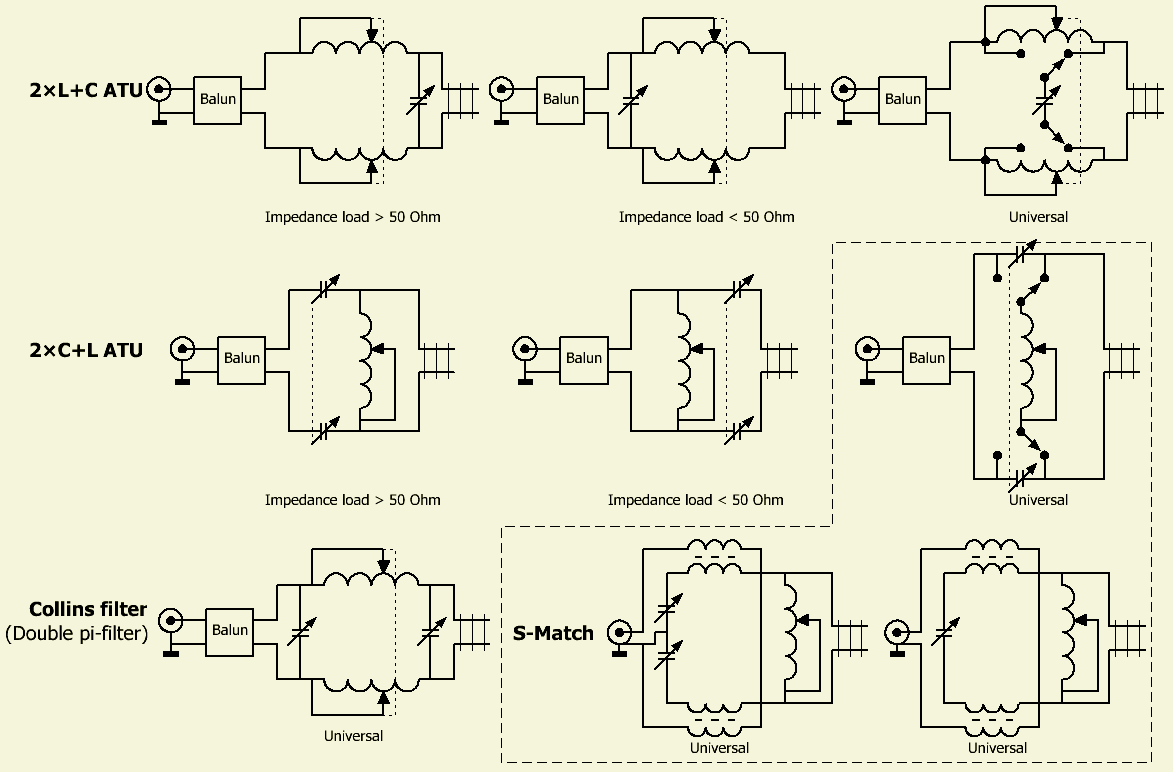 2×L+C ATU
Balun
Balun
Balun
Impedance load > 50 Ohm
Impedance load < 50 Ohm
Universal
2×C+L ATU
Balun
Balun
Balun
Impedance load > 50 Ohm
Impedance load < 50 Ohm
Universal
Collins filter
(Double pi-filter)
Balun
Universal
S-Match
Universal
Universal